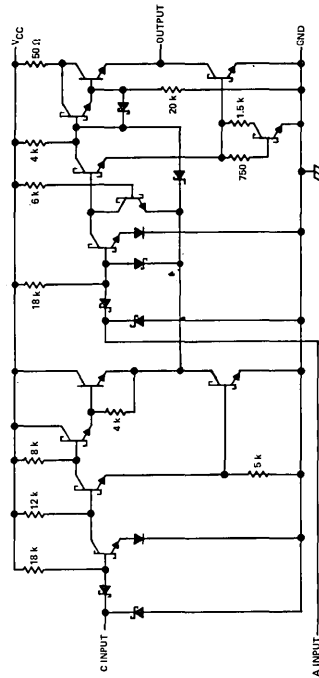 VCC
50 Ω
OUTPUT
GND
4 k
20 k
1.5 k
6 k
750
18 k
4 k
8 k
12 k
5 k
18 k
C INPUT
A INPUT